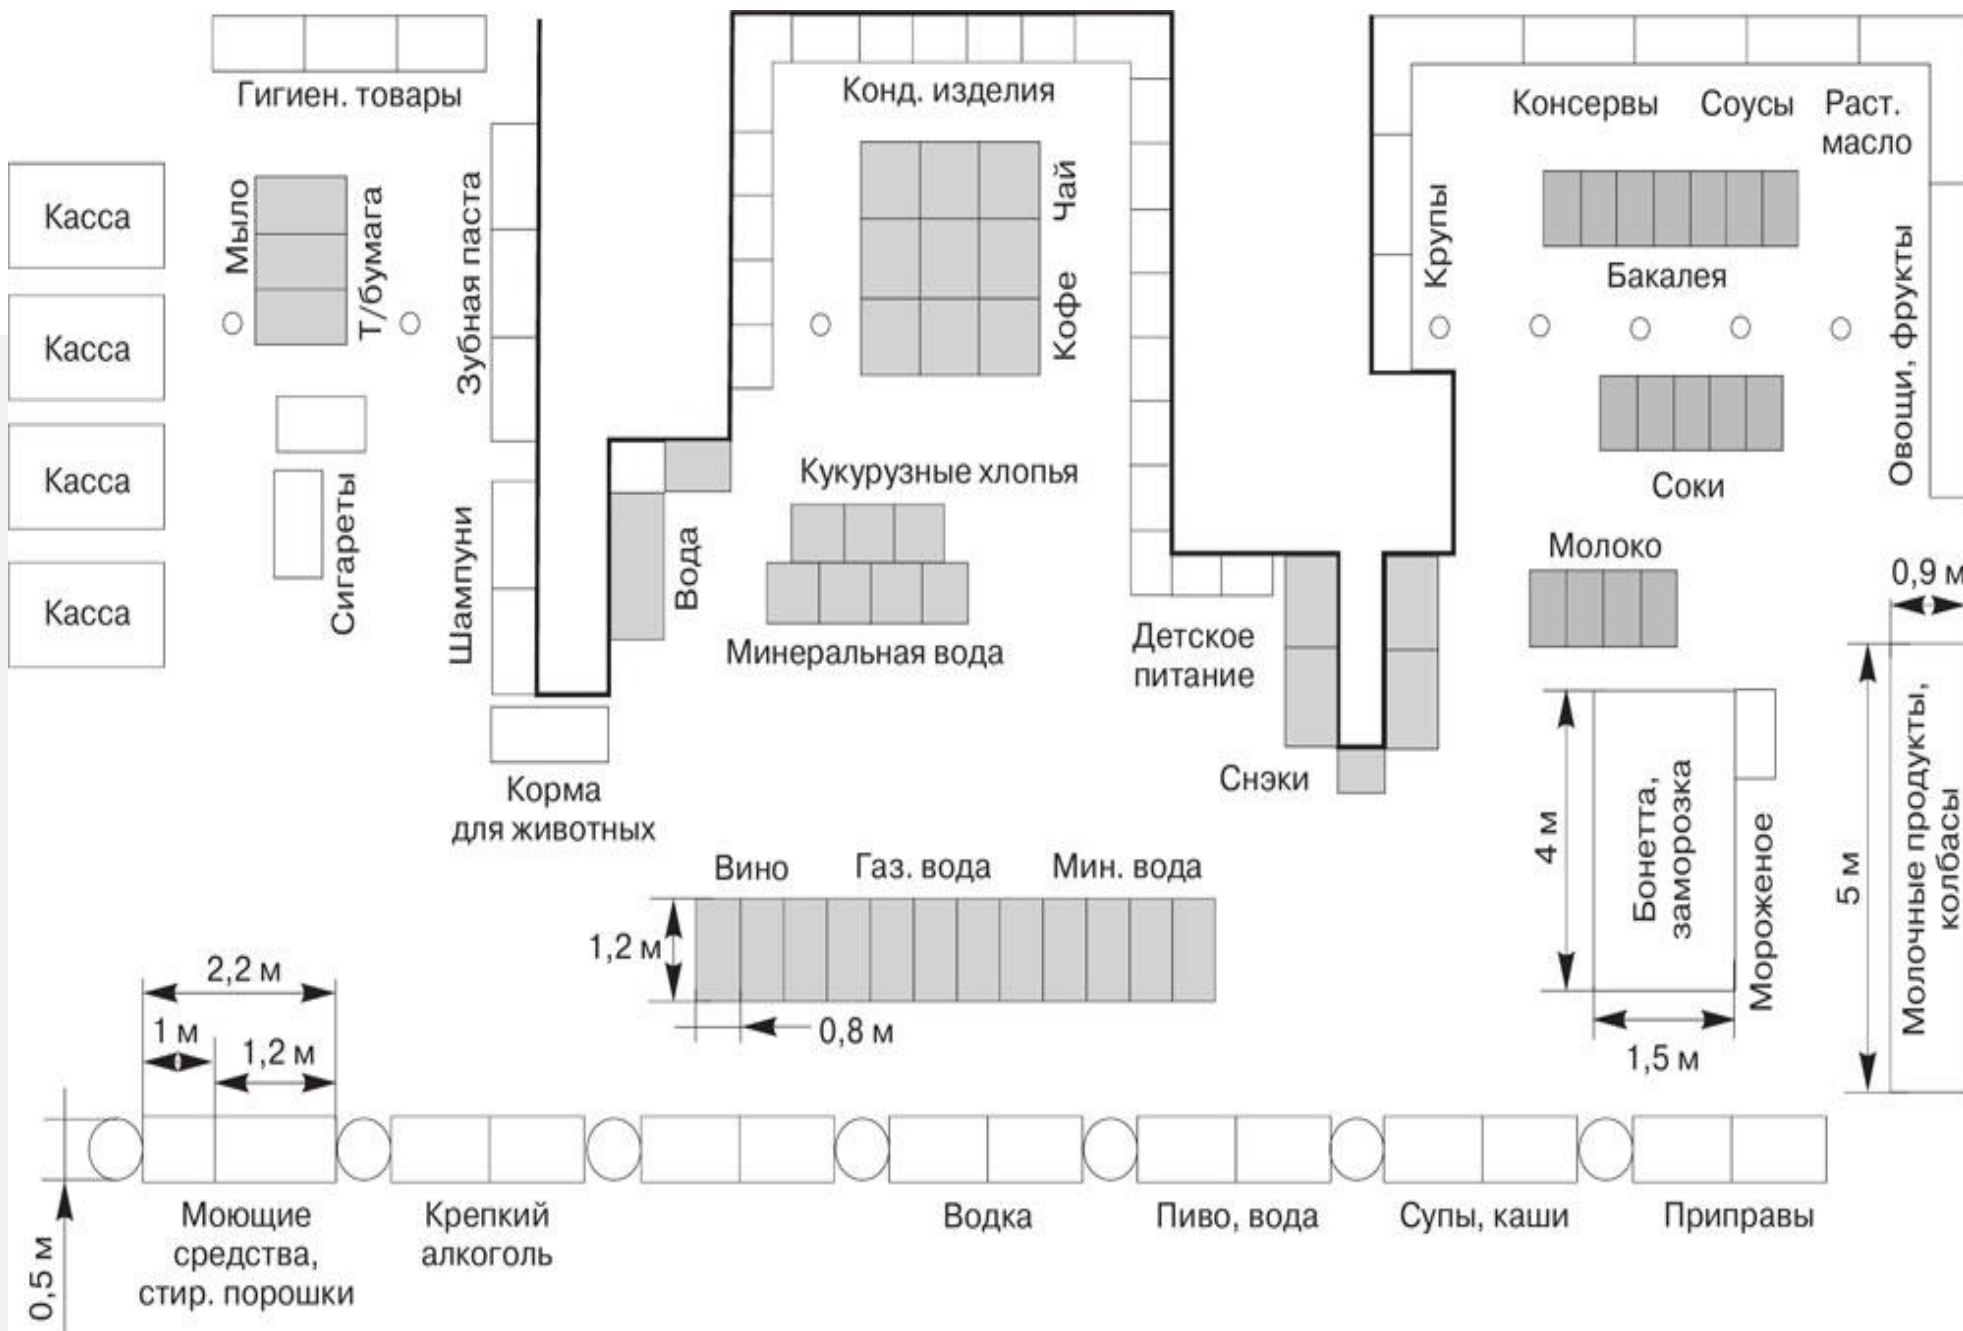 Гигиен. товары
Конд. изделия
Консервы
Соусы
Раст.
масло
Касса
Касса
Касса
Касса
Мыло
Т/бумага
Зубная паста
Чай
Кофе
Крупы
Бакалея
Овощи, фрукты
Соки
Сигареты
Шампуни
Вода
Кукурузные хлопья
Минеральная вода
Молоко
0,9 м
Детское
питание
Корма
для животных
Снэки
4 м
Бонетта,
заморозка
Мороженое
1,5 м
5 м
Молочные продукты,
колбасы
Вино
Газ. вода
Мин. вода
1,2 м
0,8 м
2,2 м
1 м
1,2 м
0,5 м
Моющие
средства,
стир. порошки
Крепкий
алкоголь
Водка
Пиво, вода
Супы, каши
Приправы